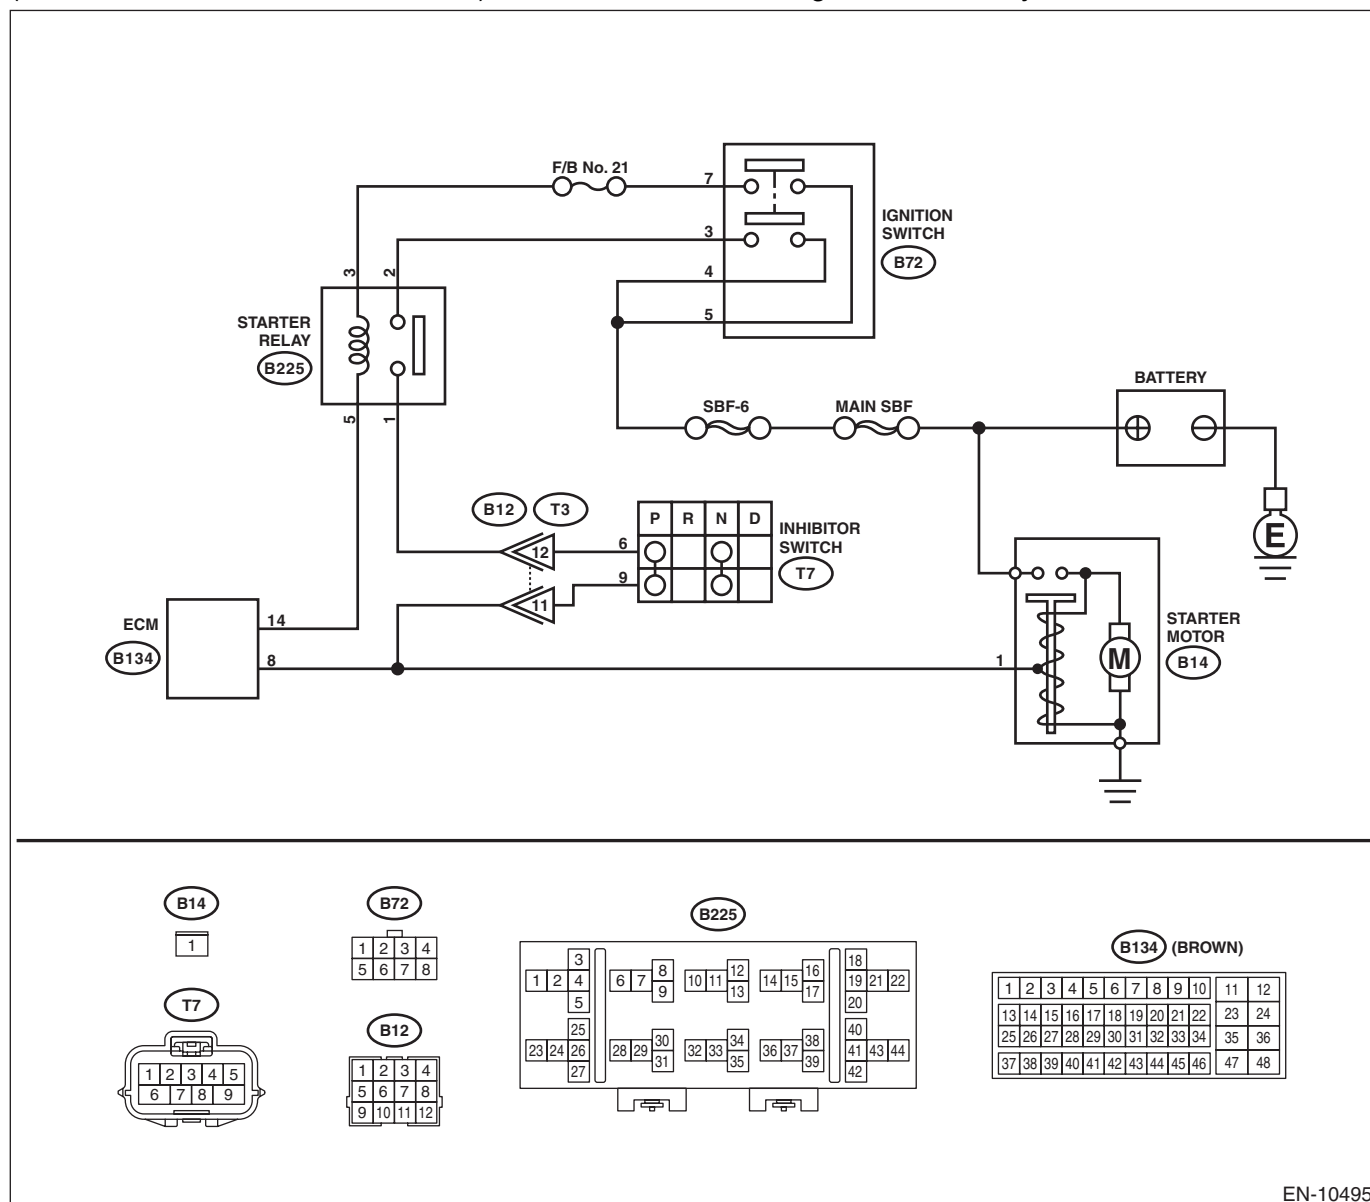 F/B No. 21
7
IGNITION
SWITCH
B72
3
4
5
3
2
STARTER
RELAY
B225
5
1
SBF-6
MAIN SBF
BATTERY
E
B12
T3
P R N D
INHIBITOR
SWITCH
T7
12
6
11
9
ECM
B134
14
8
1
M
STARTER
MOTOR
B14
B14
1
B72
1 2 3 4
5 6 7 8
T7
1 2 3 4 5
6 7 8 9
B12
1 2 3 4
5 6 7 8
9 10 11 12
B225
3 8 12 16 18
1 2 4 6 7 10 11 14 15 19 21 22
5 9 13 17 20
25 30 34 38 40
23 24 26 28 29 32 33 36 37 41 43 44
27 31 35 39 42
B134 (BROWN)
1 2 3 4 5 6 7 8 9 10 11 12
13 14 15 16 17 18 19 20 21 22 23 24
25 26 27 28 29 30 31 32 33 34 35 36
37 38 39 40 41 42 43 44 45 46 47 48
EN-10495